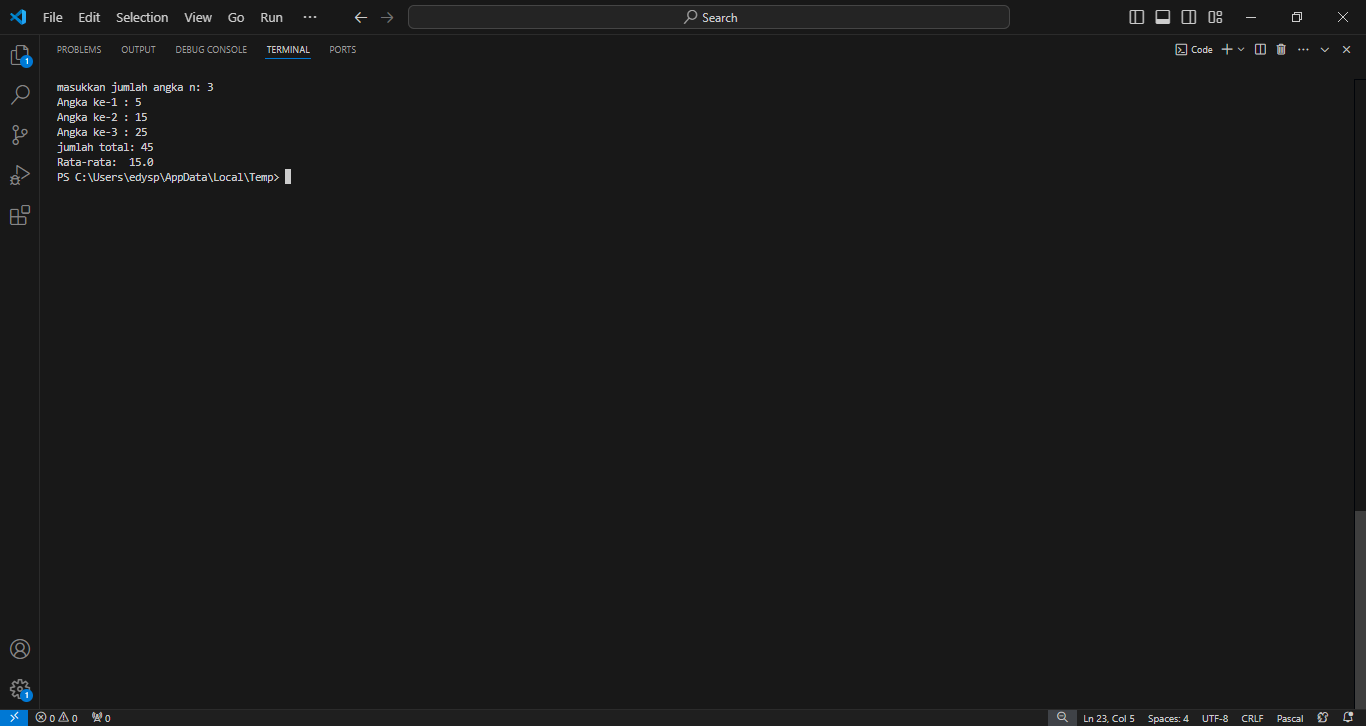 File Edit Selection View Go Run ··· Search
PROBLEMS OUTPUT DEBUG CONSOLE TERMINAL PORTS Code
1
masukkan jumlah angka n: 3
Angka ke-1 : 5
Angka ke-2 : 15
Angka ke-3 : 25
jumlah total: 45
Rata-rata:  15.0
PS C:\Users\edysp\AppData\Local\Temp>
1
0 0 0 Ln 23, Col 5 Spaces: 4 UTF-8 CRLF Pascal